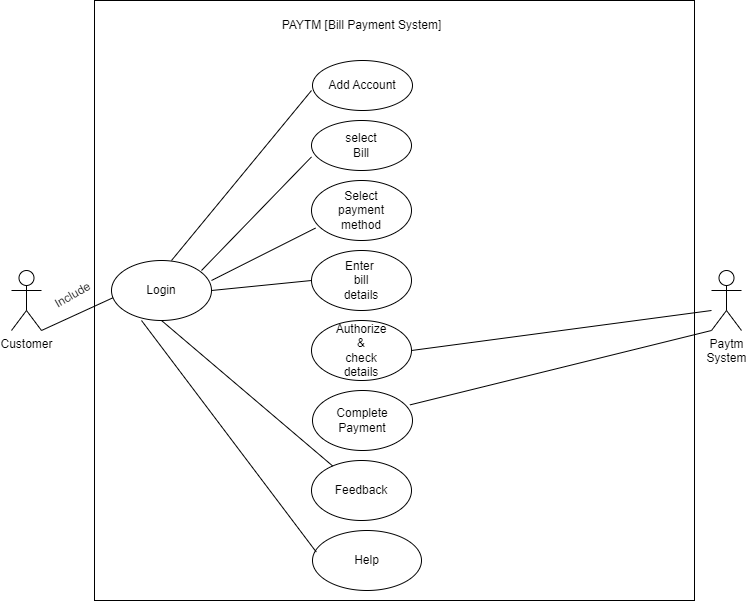 PAYTM [Bill Payment System]
Add Account
select
Bill
Select
payment
method
Enter
bill
details
Login
Include
Customer
Authorize
&
check
details
Paytm
System
Complete
Payment
Feedback
Help